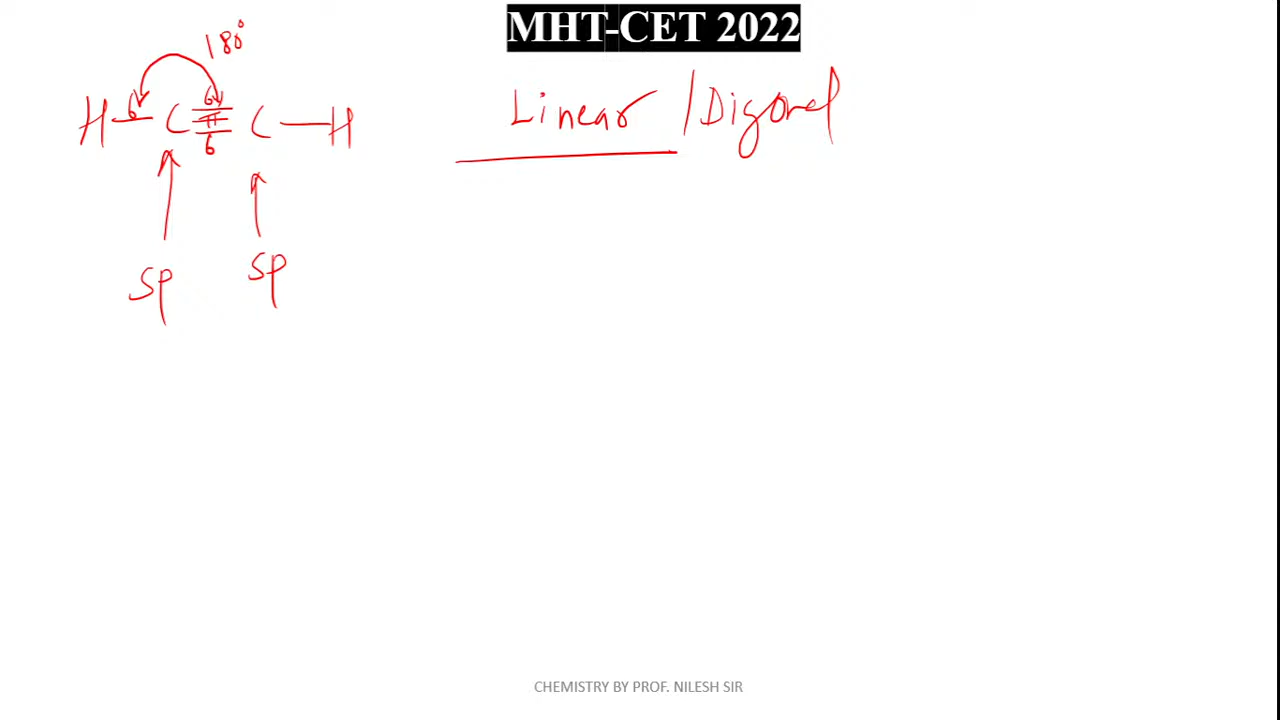 MHT-CET 2022
180°
Linear / Digonal
H — C ≡ C — H
σ σ π σ
sp sp
CHEMISTRY BY PROF. NILESH SIR